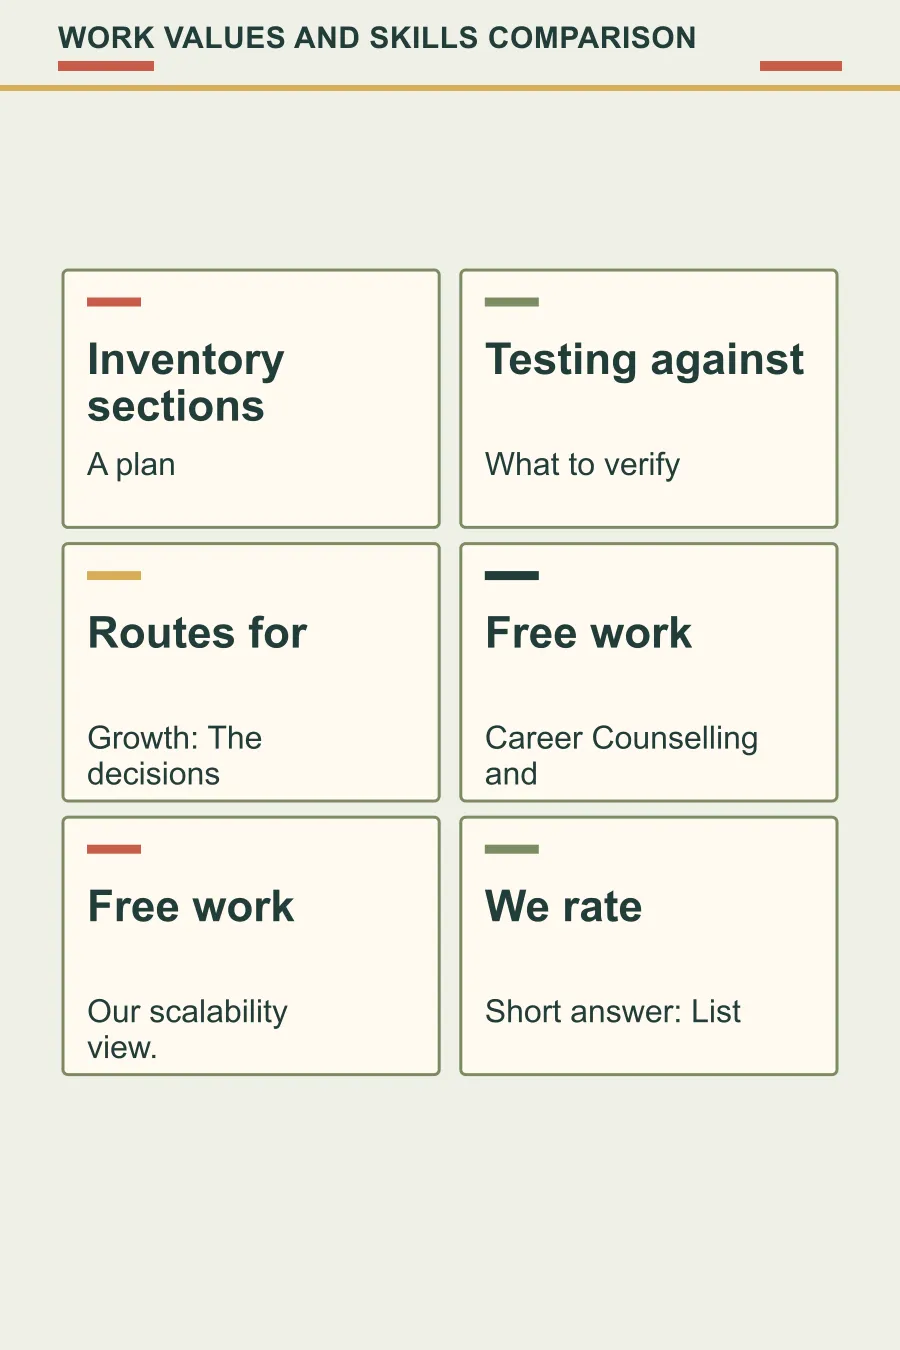 WORK VALUES AND SKILLS COMPARISON
Inventory
sections
A plan
Testing against
What to verify
Routes for
Growth: The
decisions
Free work
Career Counselling
and
Free work
Our scalability
view.
We rate
Short answer: List